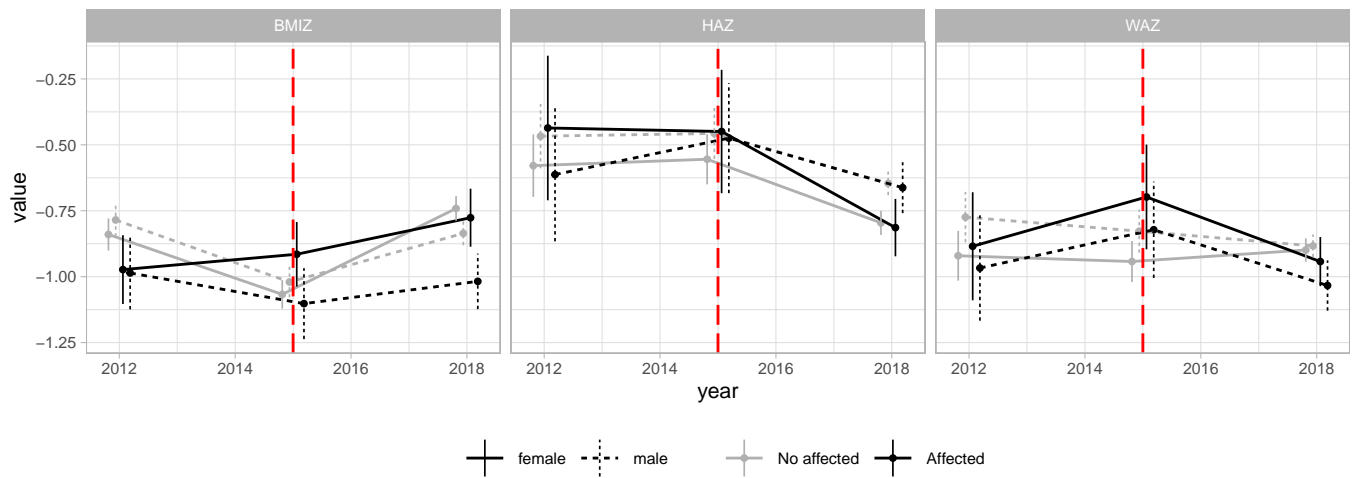 BMIZ HAZ WAZ
−0.25
−0.50
−0.75
−1.00
−1.25
value
2012 2014 2016 2018 2012 2014 2016 2018 2012 2014 2016 2018
year
female male No affected Affected